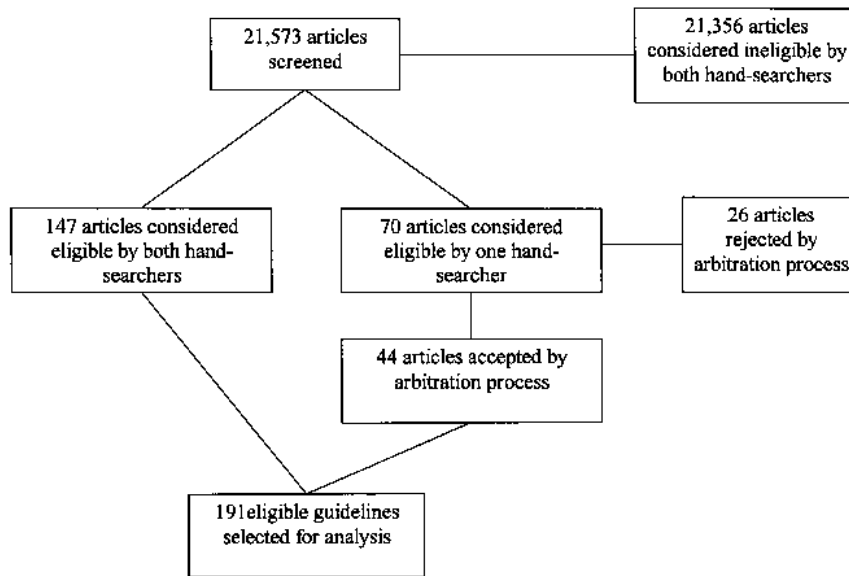 21,573 articles
screened
21,356 articles
considered ineligible by
both hand-searchers
147 articles considered
eligible by both hand-
searchers
70 articles considered
eligible by one hand-
searcher
26 articles
rejected by
arbitration process
44 articles accepted by
arbitration process
191eligible guidelines
selected for analysis